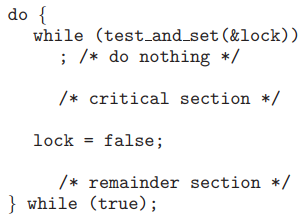 do {
while (test_and_set(&lock))
; /* do nothing */
/* critical section */
lock = false;
/* remainder section */
} while (true);